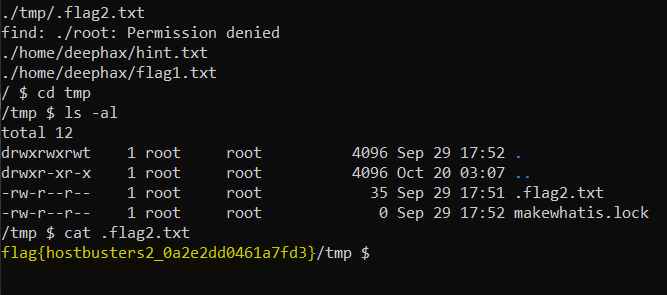 ./tmp/.flag2.txt
find: ./root: Permission denied
./home/deephax/hint.txt
./home/deephax/flag1.txt
/ $ cd tmp
/tmp $ ls -al
total 12
drwxrwxrwt    1 root     root          4096 Sep 29 17:52 .
drwxr-xr-x    1 root     root          4096 Oct 20 03:07 ..
-rw-r--r--    1 root     root            35 Sep 29 17:51 .flag2.txt
-rw-r--r--    1 root     root             0 Sep 29 17:52 makewhatis.lock
/tmp $ cat .flag2.txt
flag{hostbusters2_0a2e2dd0461a7fd3}/tmp $